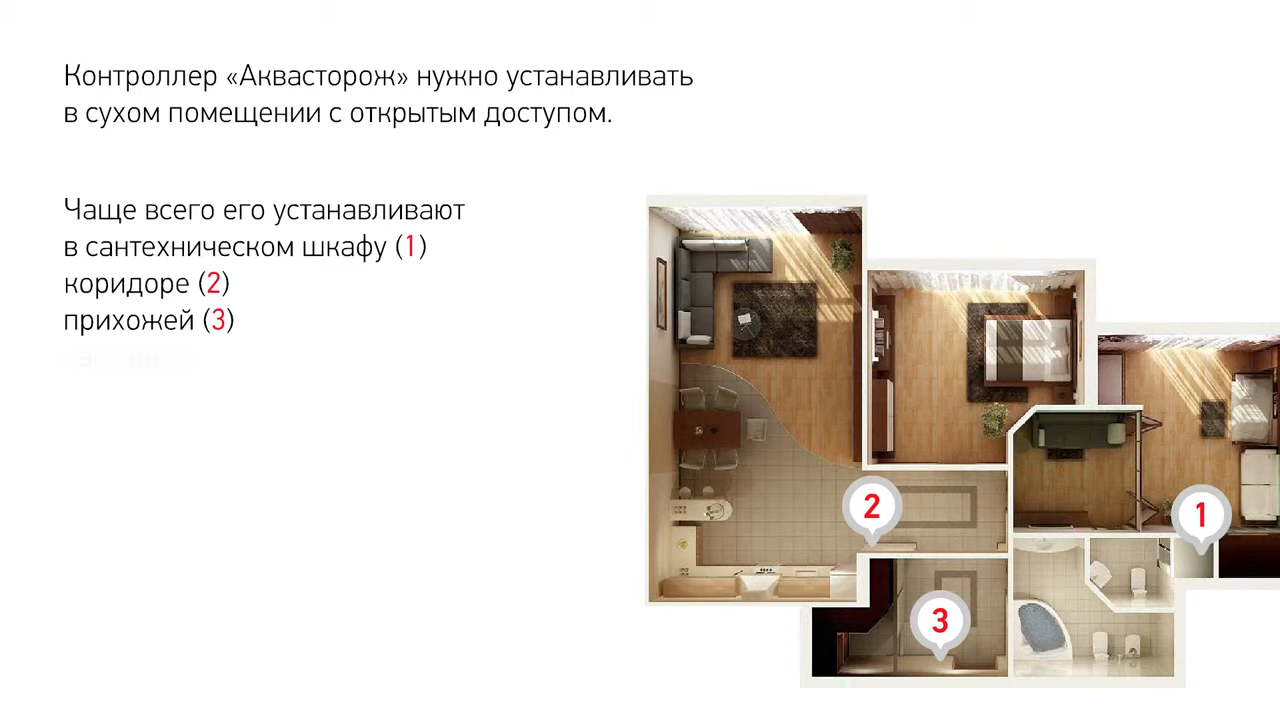 Контроллер «Аквасторож» нужно устанавливать
в сухом помещении с открытым доступом.
Чаще всего его устанавливают
в сантехническом шкафу (1)
коридоре (2)
прихожей (3)
2
1
3